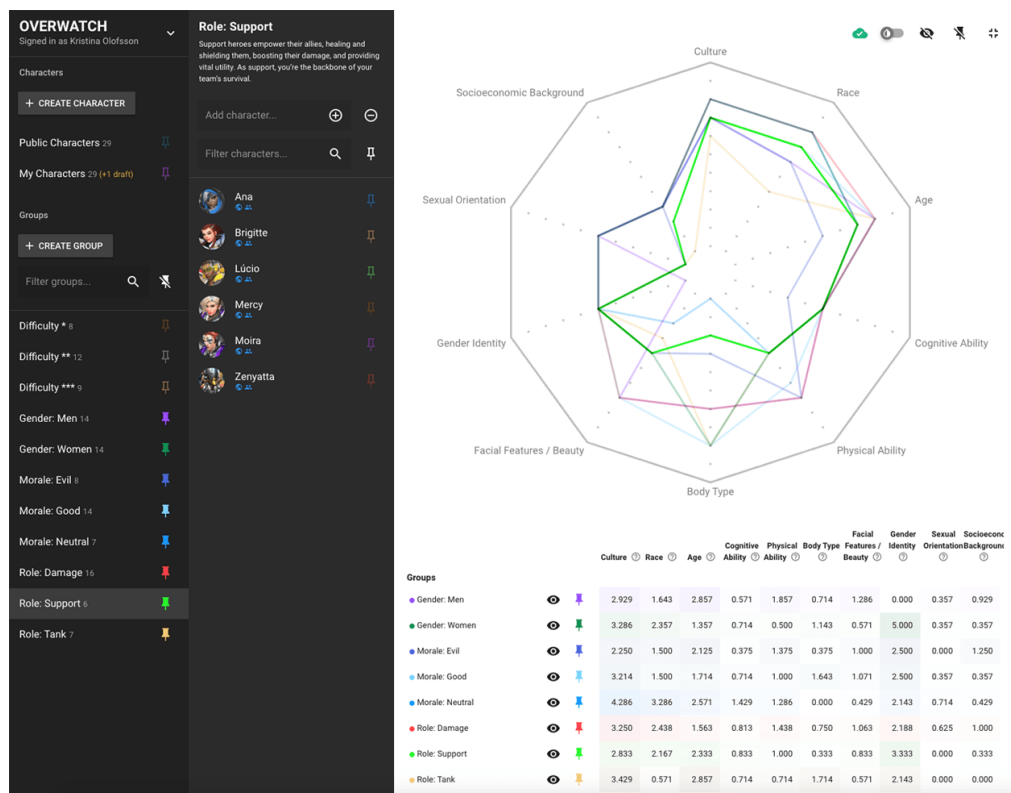 OVERWATCH
Signed in as Kristina Olofsson
Characters
+ CREATE CHARACTER
Public Characters 29
My Characters 29 (+1 draft)
Groups
+ CREATE GROUP
Filter groups...
Difficulty * 8
Difficulty ** 12
Difficulty *** 9
Gender: Men 14
Gender: Women 14
Morale: Evil 8
Morale: Good 14
Morale: Neutral 7
Role: Damage 16
Role: Support 6
Role: Tank 7
Role: Support
Support heroes empower their allies, healing and
shielding them, boosting their damage, and providing
vital utility. As support, you're the backbone of your
team's survival.
Add character...
Filter characters...
Ana
Brigitte
Lúcio
Mercy
Moira
Zenyatta
Culture
Socioeconomic Background
Race
Sexual Orientation
Age
Gender Identity
Cognitive Ability
Facial Features / Beauty
Physical Ability
Body Type
Culture Race Age Cognitive Ability Physical Ability Body Type Facial Features / Beauty Gender Identity Sexual Orientation Socioeconc Background
Groups
Gender: Men 2.929 1.643 2.857 0.571 1.857 0.714 1.286 0.000 0.357 0.929
Gender: Women 3.286 2.357 1.357 0.714 0.500 1.143 0.571 5.000 0.357 0.357
Morale: Evil 2.250 1.500 2.125 0.375 1.375 0.375 1.000 2.500 0.000 1.250
Morale: Good 3.214 1.500 1.714 0.714 1.000 1.643 1.071 2.500 0.357 0.357
Morale: Neutral 4.286 3.286 2.571 1.429 1.286 0.000 0.429 2.143 0.714 0.429
Role: Damage 3.250 2.438 1.563 0.813 1.438 0.750 1.063 2.188 0.625 1.000
Role: Support 2.833 2.167 2.333 0.833 1.000 0.333 0.833 3.333 0.000 0.333
Role: Tank 3.429 0.571 2.857 0.714 0.714 1.714 0.571 2.143 0.000 0.000